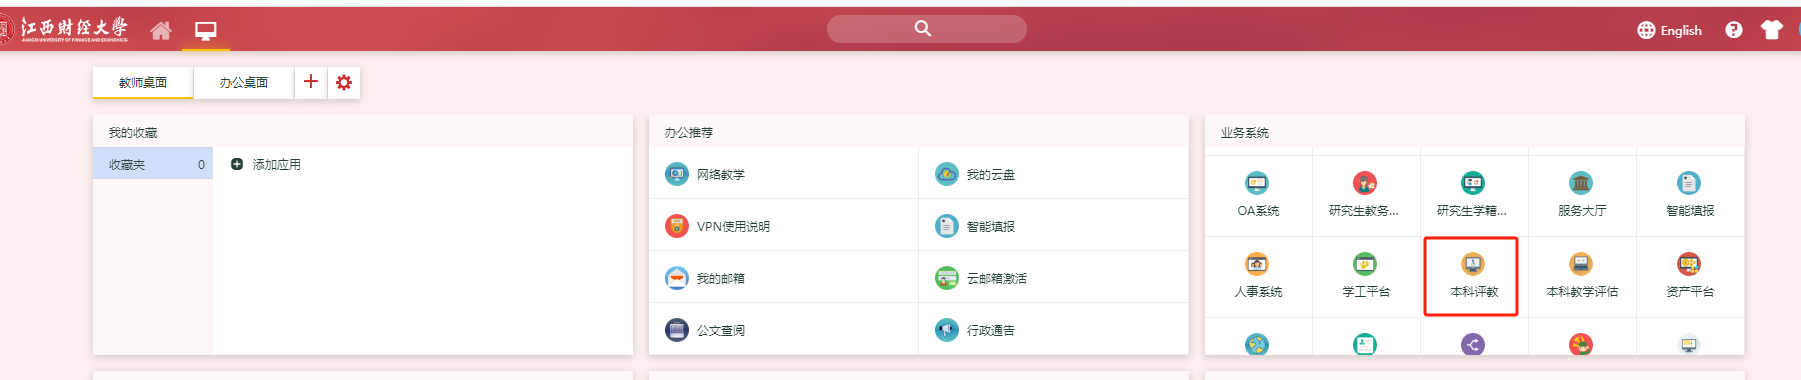 江西财经大学
JIANGXI UNIVERSITY OF FINANCE AND ECONOMICS
English
教师桌面
办公桌面
我的收藏
收藏夹 0
添加应用
办公推荐
网络教学
我的云盘
VPN使用说明
智能填报
我的邮箱
云邮箱激活
公文查阅
行政通告
业务系统
OA系统
研究生教务...
研究生学籍...
服务大厅
智能填报
人事系统
学工平台
本科评教
本科教学评估
资产平台